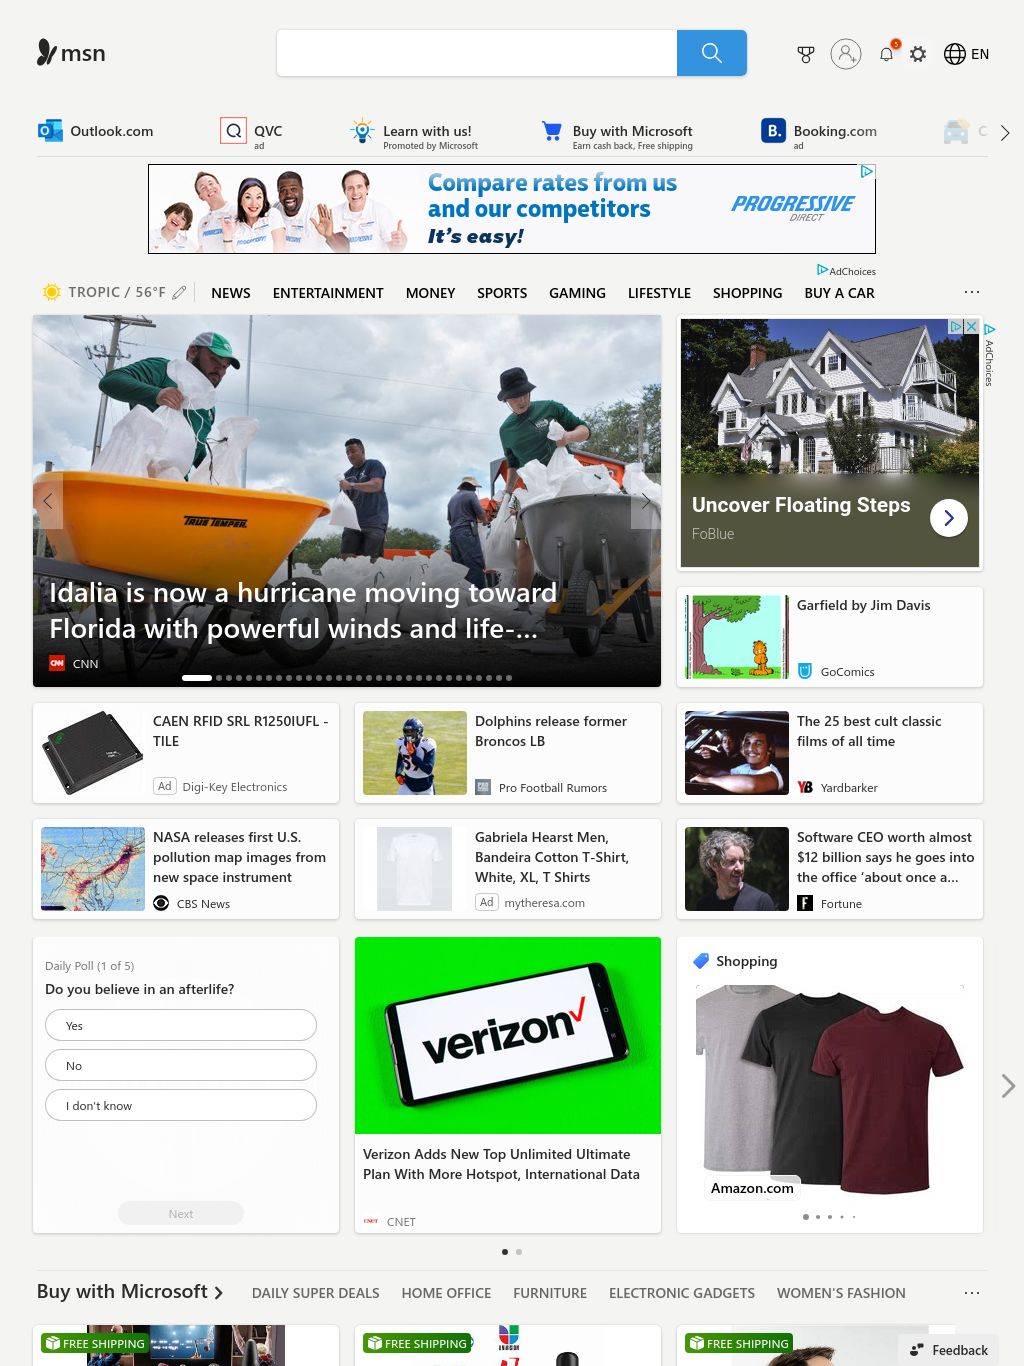 msn
5
EN
Outlook.com
QVC
ad
Learn with us!
Promoted by Microsoft
Buy with Microsoft
Earn cash back, Free shipping
Booking.com
ad
C
Compare rates from us
and our competitors
It's easy!
PROGRESSIVE
DIRECT
AdChoices
TROPIC / 56°F
NEWS
ENTERTAINMENT
MONEY
SPORTS
GAMING
LIFESTYLE
SHOPPING
BUY A CAR
TRUE TEMPER.
Idalia is now a hurricane moving toward
Florida with powerful winds and life-...
CNN
CNN
AdChoices
Uncover Floating Steps
FoBlue
Garfield by Jim Davis
GoComics
CAEN RFID SRL R1250IUFL -
TILE
Ad Digi-Key Electronics
Dolphins release former
Broncos LB
Pro Football Rumors
The 25 best cult classic
films of all time
YB Yardbarker
NASA releases first U.S.
pollution map images from
new space instrument
CBS News
Gabriela Hearst Men,
Bandeira Cotton T-Shirt,
White, XL, T Shirts
Ad mytheresa.com
Software CEO worth almost
$12 billion says he goes into
the office ‘about once a...
F Fortune
Daily Poll (1 of 5)
Do you believe in an afterlife?
Yes
No
I don't know
Next
verizon
Verizon Adds New Top Unlimited Ultimate
Plan With More Hotspot, International Data
CNET CNET
Shopping
Amazon.com
Buy with Microsoft
DAILY SUPER DEALS
HOME OFFICE
FURNITURE
ELECTRONIC GADGETS
WOMEN'S FASHION
FREE SHIPPING
FREE SHIPPING
FREE SHIPPING
Feedback